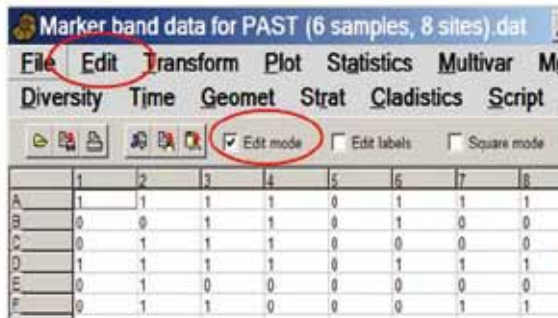 Marker band data for PAST (6 samples, 8 sites).dat
File Edit Transform Plot Statistics Multivar
Diversity Time Geomet Strat Cladistics Script
Edit mode Edit labels Square mode
1 2 3 4 5 6 7 8
A 1 1 1 1 0 1 1 1
B 0 0 1 1 0 1 0 0
C 0 1 1 1 0 0 0 0
D 1 1 1 1 0 1 1 1
E 0 1 0 0 0 0 0 0
F 0 1 1 0 0 0 1 1